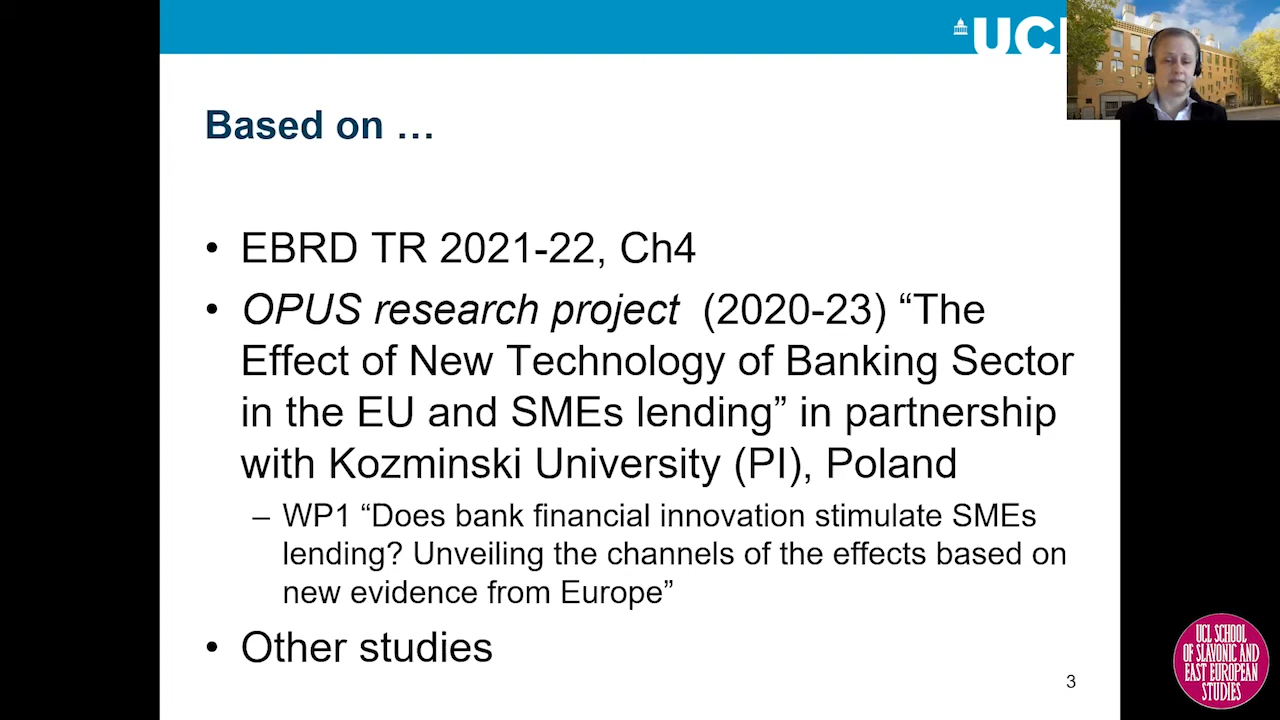 UCL
Based on …
• EBRD TR 2021-22, Ch4
• OPUS research project (2020-23) “The
Effect of New Technology of Banking Sector
in the EU and SMEs lending” in partnership
with Kozminski University (PI), Poland
– WP1 “Does bank financial innovation stimulate SMEs
lending? Unveiling the channels of the effects based on
new evidence from Europe”
• Other studies
3
UCL SCHOOL
OF SLAVONIC AND
EAST EUROPEAN
STUDIES